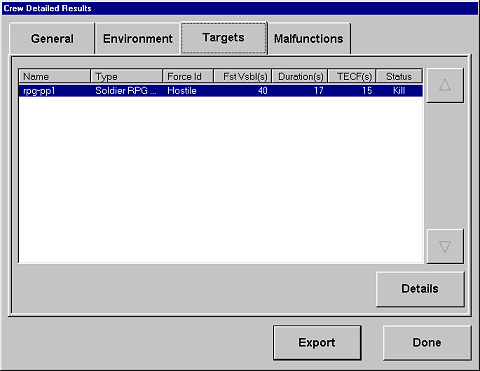 Crew Detailed Results
General Environment Targets Malfunctions
Name Type Force Id Fst Vsbl(s) Duration(s) TECF(s) Status
rpg-pp1 Soldier RPG ... Hostile 40 17 15 Kill
Details
Export Done